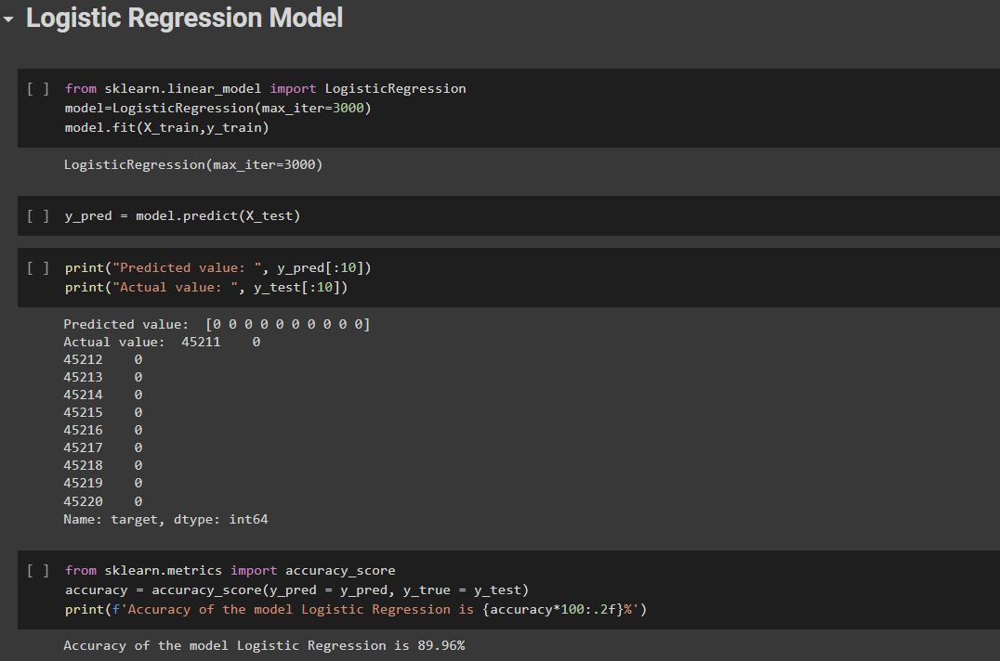 Logistic Regression Model
[ ] from sklearn.linear_model import LogisticRegression
model=LogisticRegression(max_iter=3000)
model.fit(X_train,y_train)
LogisticRegression(max_iter=3000)
[ ] y_pred = model.predict(X_test)
[ ] print("Predicted value: ", y_pred[:10])
print("Actual value: ", y_test[:10])
Predicted value:  [0 0 0 0 0 0 0 0 0 0]
Actual value:  45211    0
45212    0
45213    0
45214    0
45215    0
45216    0
45217    0
45218    0
45219    0
45220    0
Name: target, dtype: int64
[ ] from sklearn.metrics import accuracy_score
accuracy = accuracy_score(y_pred = y_pred, y_true = y_test)
print(f'Accuracy of the model Logistic Regression is {accuracy*100:.2f}%')
Accuracy of the model Logistic Regression is 89.96%